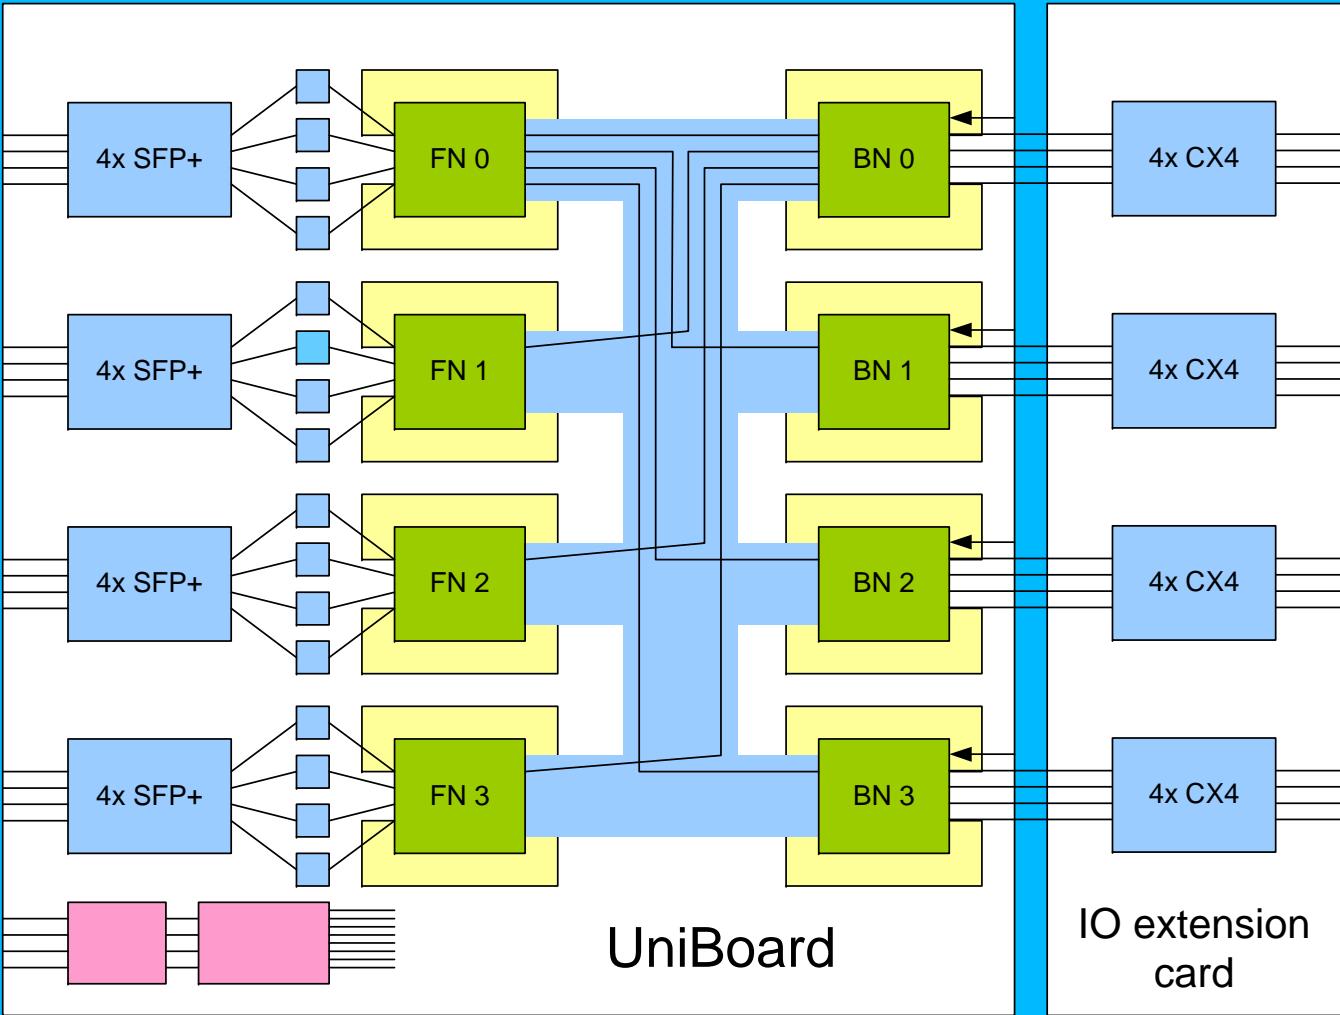 4x SFP+ FN 0 BN 0 4x CX4
4x SFP+ FN 1 BN 1 4x CX4
4x SFP+ FN 2 BN 2 4x CX4
4x SFP+ FN 3 BN 3 4x CX4
UniBoard
IO extension
card